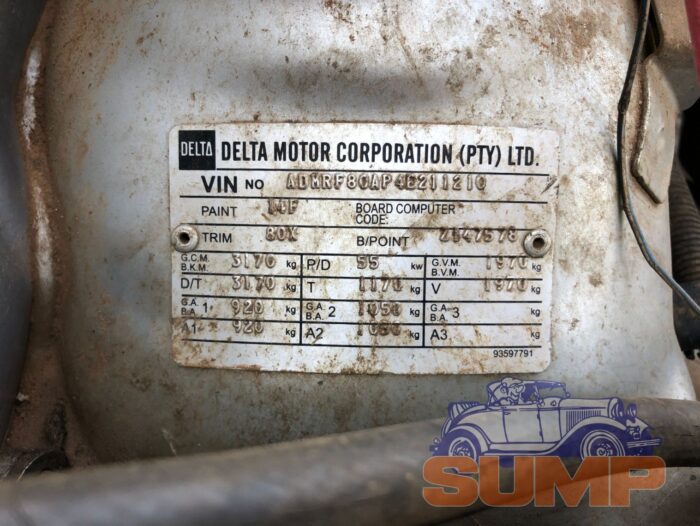 DELTA DELTA MOTOR CORPORATION (PTY) LTD.
VIN NO
PAINT 14F BOARD COMPUTER CODE:
TRIM 80X B/POINT Z047578
G.C.M. B.K.M. 3170 kg P/D 55 kw G.V.M. B.V.M. 1970 kg
D/T 3170 kg T 1170 kg V 1970 kg
G.A. B.A. 1 920 kg G.A. B.A. 2 1050 kg G.A. B.A. 3 kg
A1 920 kg A2 1050 kg A3 kg
93597791
SUMP